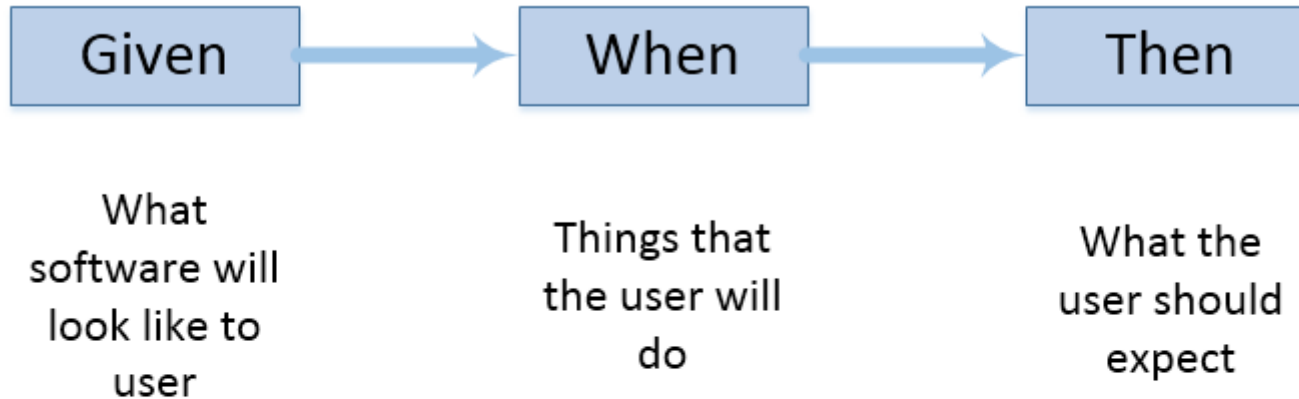 Given
When
Then
What
software will
look like to
user
Things that
the user will
do
What the
user should
expect